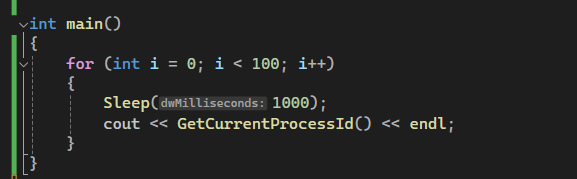 int main()
{
for (int i = 0; i < 100; i++)
{
Sleep(dwMilliseconds: 1000);
cout << GetCurrentProcessId() << endl;
}
}